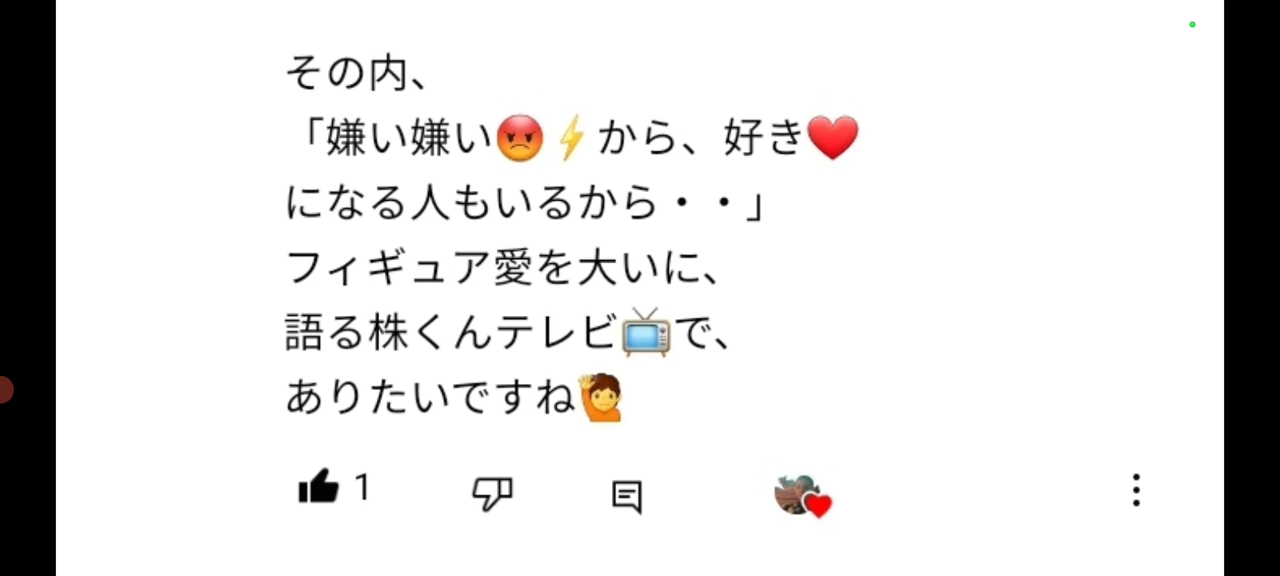 その内、
「嫌い嫌い😡⚡から、好き❤️
になる人もいるから・・」
フィギュア愛を大いに、
語る株くんテレビ📺で、
ありたいですね🙋
1